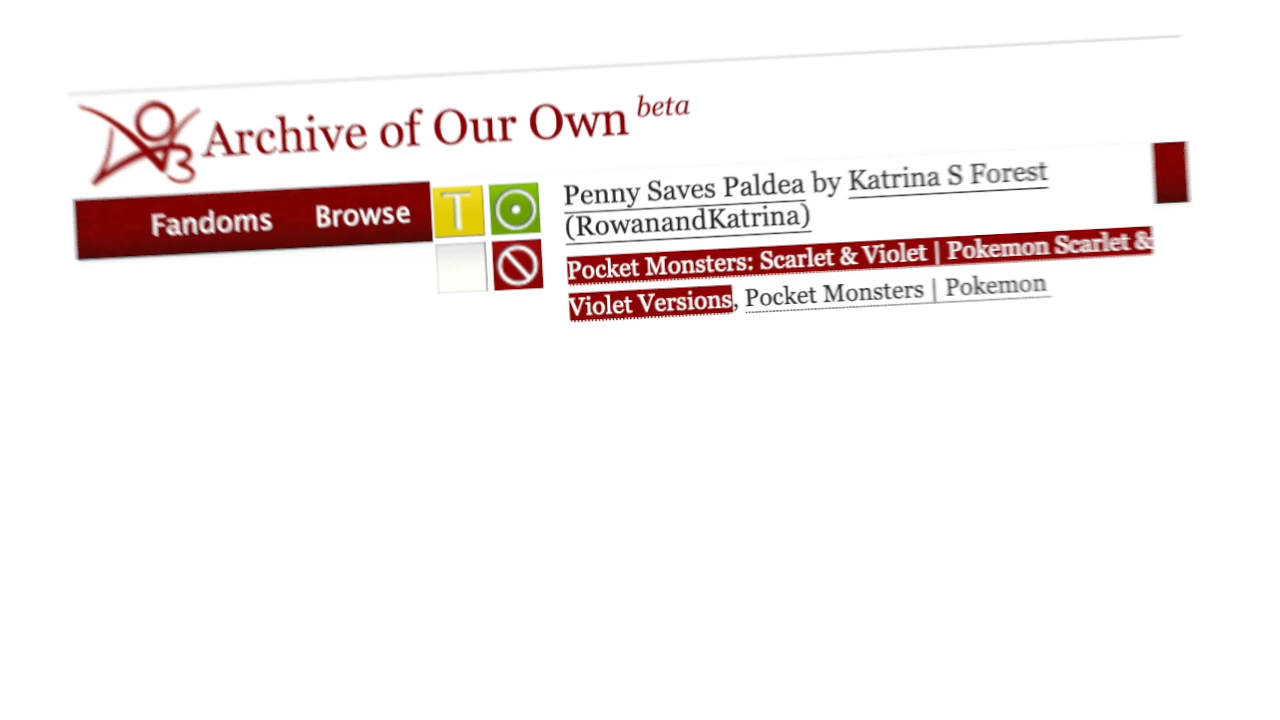 Archive of Our Own beta
Fandoms Browse
T
Penny Saves Paldea by Katrina S Forest
(RowanandKatrina)
Pocket Monsters: Scarlet & Violet | Pokemon Scarlet &
Violet Versions, Pocket Monsters | Pokemon